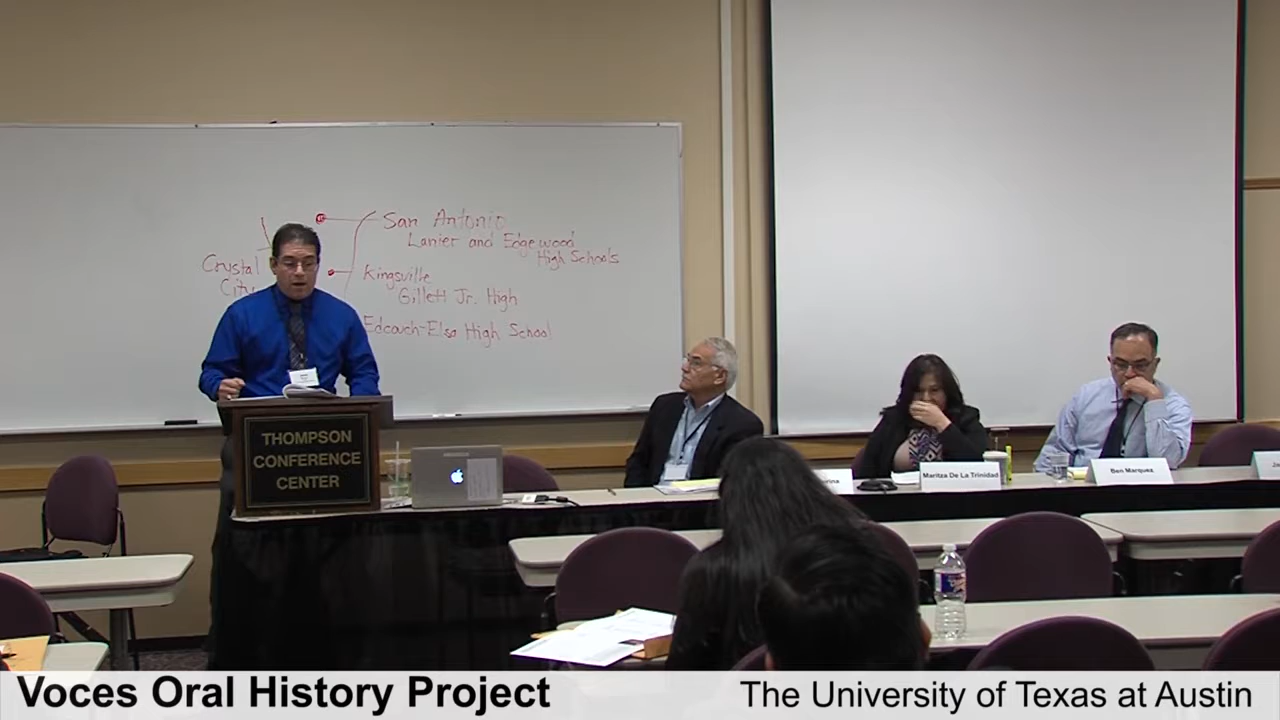 San Antonio
Lanier and Edgewood
High Schools
Crystal
City
Kingsville
Gillett Jr. High
Edcouch-Elsa High School
THOMPSON
CONFERENCE
CENTER
Maritza De La Trinidad
Ben Marquez
Voces Oral History Project
The University of Texas at Austin